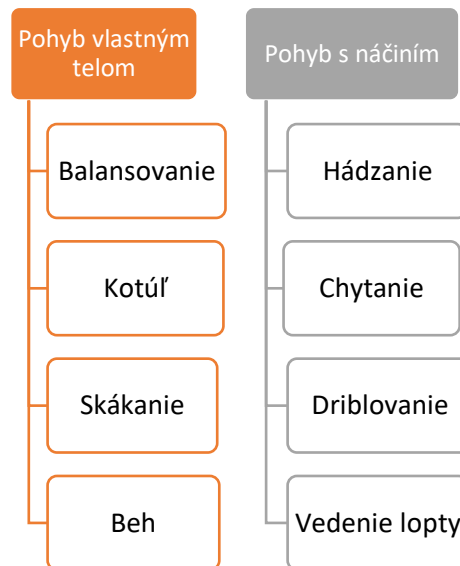 Pohyb vlastným
telom
Balansovanie
Kotúľ
Skákanie
Beh
Pohyb s náčiním
Hádzanie
Chytanie
Driblovanie
Vedenie lopty